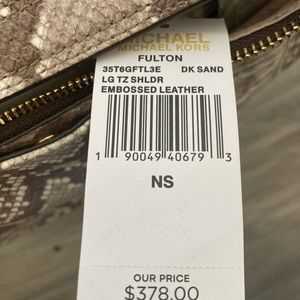 MICHAEL
MICHAEL KORS
FULTON
35T6GFTL3E DK SAND
LG TZ SHLDR
EMBOSSED LEATHER
1 90049 40679 3
NS
OUR PRICE
$378.00